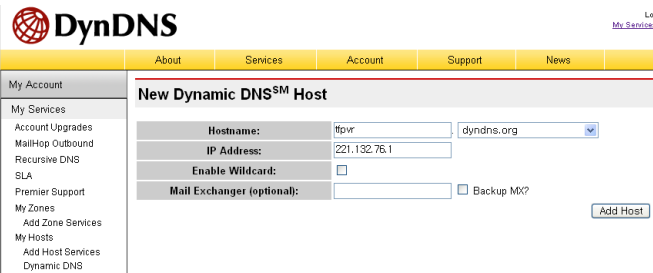 DynDNS
Lo
My Service
About Services Account Support News
My Account
My Services
Account Upgrades
MailHop Outbound
Recursive DNS
SLA
Premier Support
My Zones
Add Zone Services
My Hosts
Add Host Services
Dynamic DNS
New Dynamic DNSSM Host
Hostname: tfpvr . dyndns.org
IP Address: 221.132.76.1
Enable Wildcard:
Mail Exchanger (optional): Backup MX?
Add Host